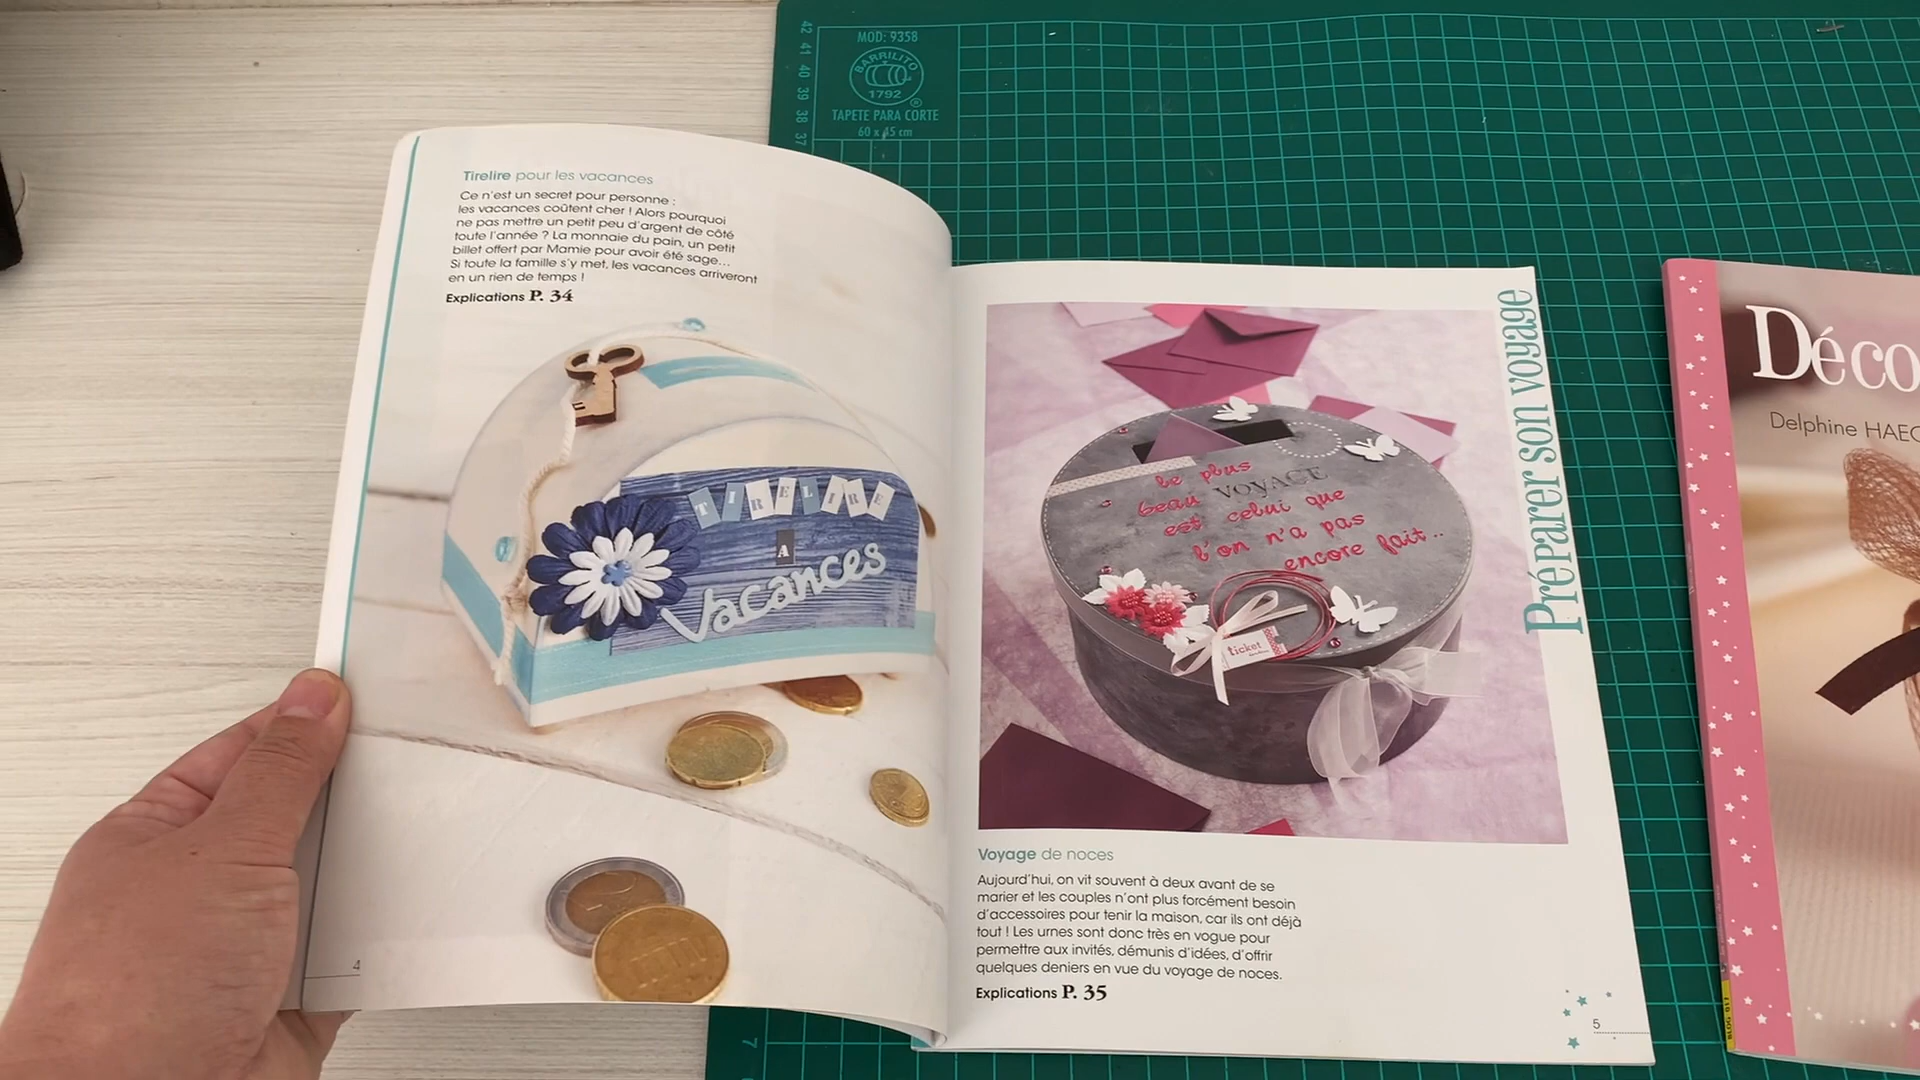 MOD: 9358
BARRILITO
1792
®
TAPETE PARA CORTE
60 x 45 cm
42 41 40 39 38 37
Tirelire pour les vacances
Ce n'est un secret pour personne :
les vacances coûtent cher ! Alors pourquoi
ne pas mettre un petit peu d'argent de côté
toute l'année ? La monnaie du pain, un petit
billet offert par Mamie pour avoir été sage...
Si toute la famille s'y met, les vacances arriveront
en un rien de temps !
Explications P. 34
TIRELIRE
A
Vacances
4
Préparer son voyage
le plus
beau VOYAGE
est celui que
l'on n'a pas
encore fait..
ticket
Voyage de noces
Aujourd'hui, on vit souvent à deux avant de se
marier et les couples n'ont plus forcément besoin
d'accessoires pour tenir la maison, car ils ont déjà
tout ! Les urnes sont donc très en vogue pour
permettre aux invités, démunis d'idées, d'offrir
quelques deniers en vue du voyage de noces.
Explications P. 35
5
7
Déco
Delphine HAEC